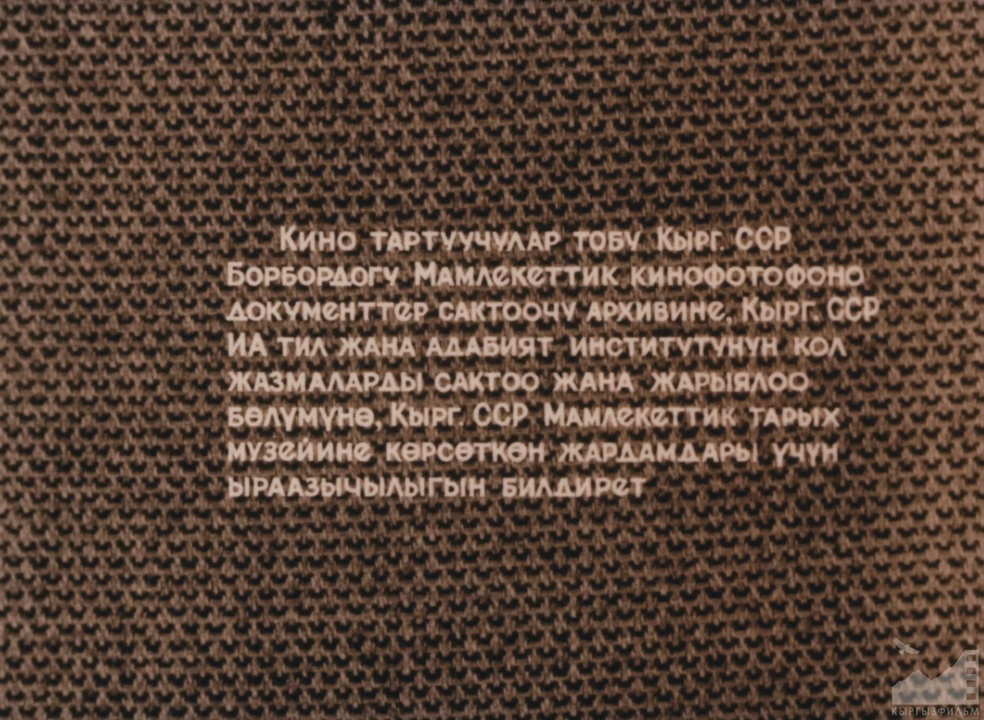 Кино тартуучулар тобу Кырг. ССР
Борбордогу Мамлекеттик кинофотофоно
документтер сактоочу архивине, Кырг. ССР
ИА тил жана адабият институтунун кол
жазмаларды сактоо жана жарыялоо
бөлүмүнө, Кырг. ССР Мамлекеттик тарых
музейине көрсөткөн жардамдары үчүн
ыраазычылыгын билдирет
КЫРГЫЗФИЛЬМ